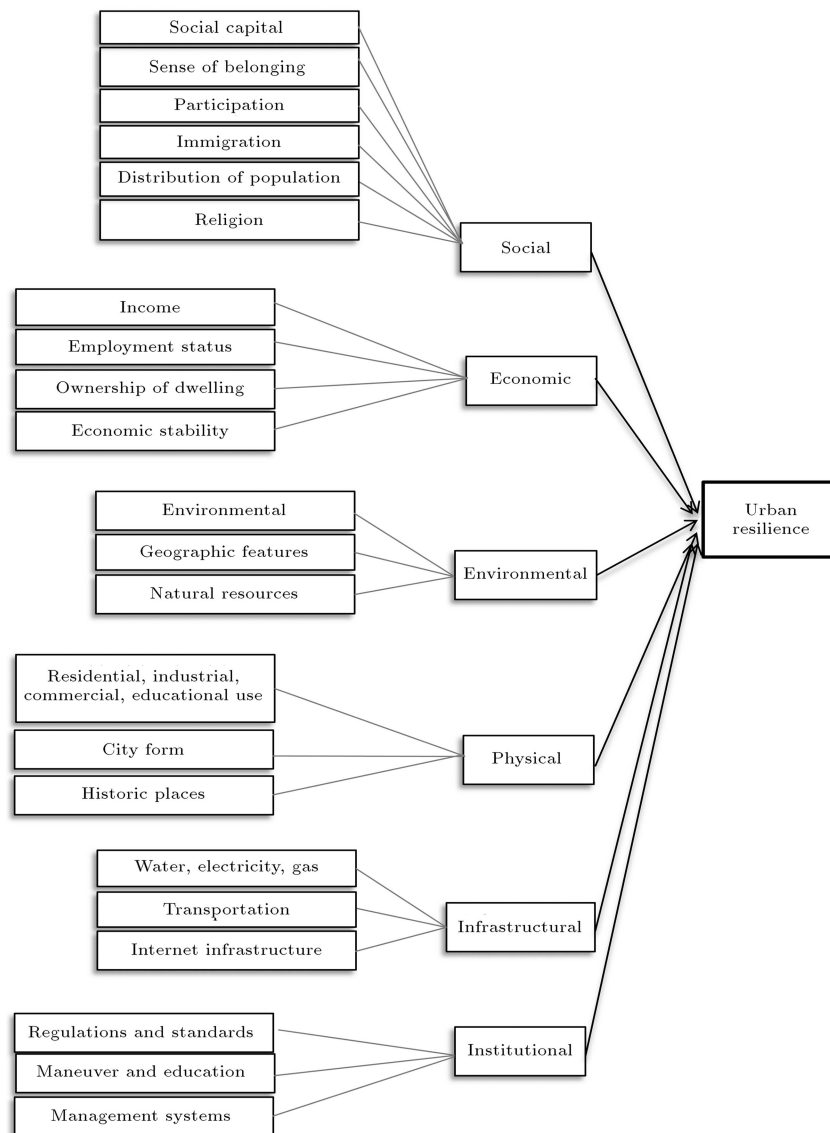 Social capital
Sense of belonging
Participation
Immigration
Distribution of population
Religion
Social
Income
Employment status
Ownership of dwelling
Economic stability
Economic
Environmental
Geographic features
Natural resources
Environmental
Urban
resilience
Residential, industrial,
commercial, educational use
City form
Historic places
Physical
Water, electricity, gas
Transportation
Internet infrastructure
Infrastructural
Regulations and standards
Maneuver and education
Management systems
Institutional